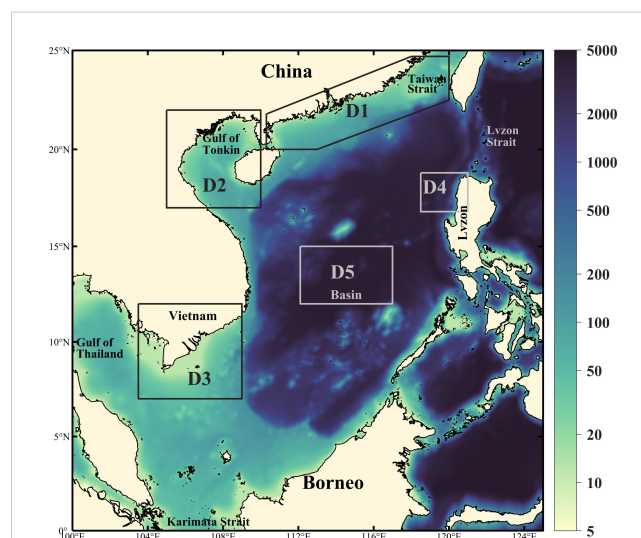 25°N
20°N
15°N
10°N
5°N
0°
100°E
104°E
108°E
112°E
116°E
120°E
124°E
China
Taiwan
Strait
D1
Gulf of
Tonkin
Lvzon
Strait
D2
D4
Lvzon
D5
Basin
Vietnam
Gulf of
Thailand
D3
Borneo
Karimata Strait
5000
2000
1000
500
200
100
50
20
10
5